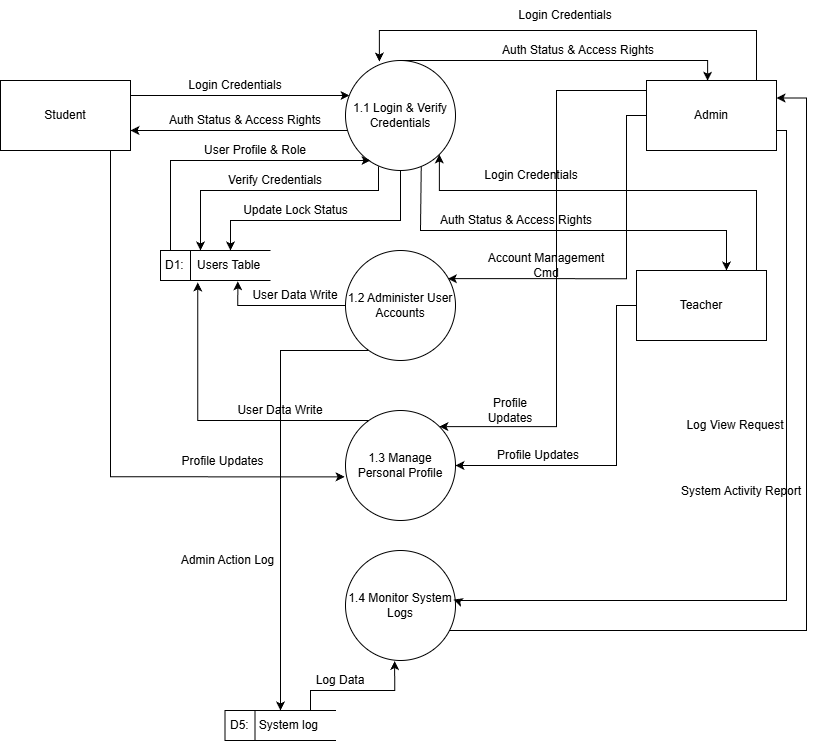 Login Credentials
Auth Status & Access Rights
Login Credentials
Student
1.1 Login & Verify
Credentials
Admin
Auth Status & Access Rights
User Profile & Role
Verify Credentials
Login Credentials
Update Lock Status
Auth Status & Access Rights
D1:
Users Table
Account Management
Cmd
User Data Write
1.2 Administer User
Accounts
Teacher
User Data Write
Profile
Updates
Log View Request
Profile Updates
1.3 Manage
Personal Profile
Profile Updates
System Activity Report
Admin Action Log
1.4 Monitor System
Logs
Log Data
D5:
System log